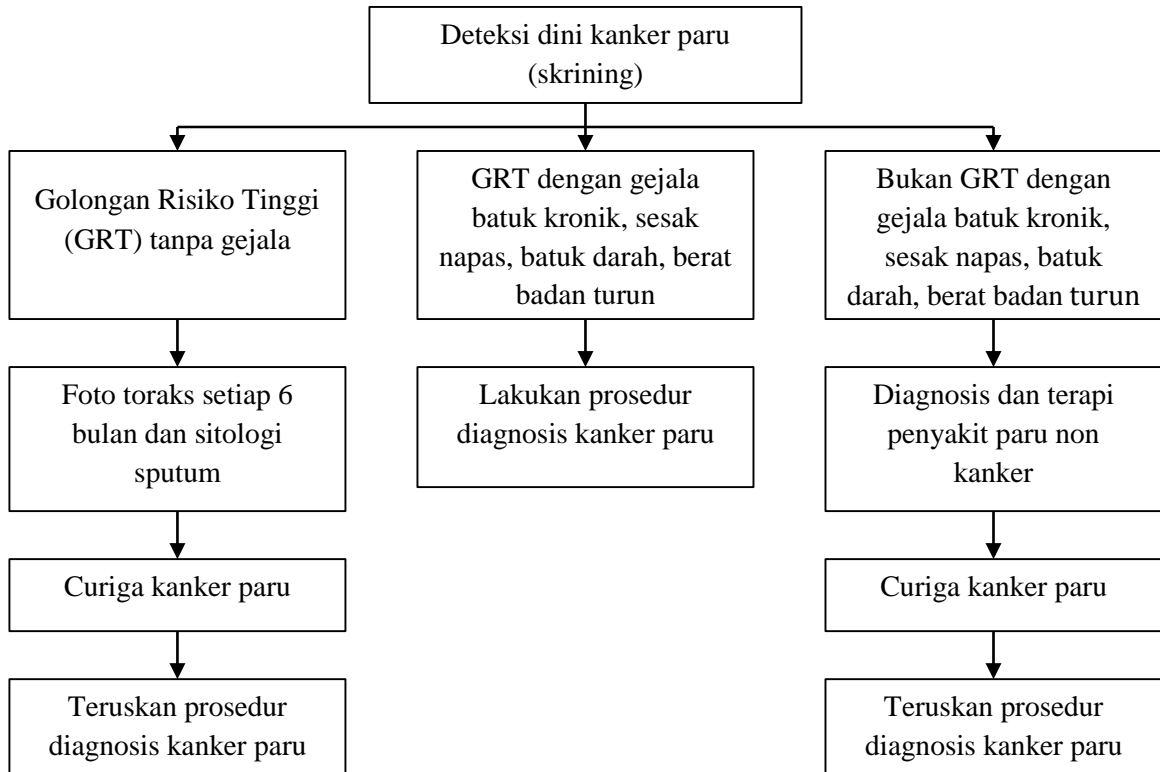 Deteksi dini kanker paru
(skrining)
Golongan Risiko Tinggi
(GRT) tanpa gejala
GRT dengan gejala
batuk kronik, sesak
napas, batuk darah, berat
badan turun
Bukan GRT dengan
gejala batuk kronik,
sesak napas, batuk
darah, berat badan turun
Foto toraks setiap 6
bulan dan sitologi
sputum
Lakukan prosedur
diagnosis kanker paru
Diagnosis dan terapi
penyakit paru non
kanker
Curiga kanker paru
Curiga kanker paru
Teruskan prosedur
diagnosis kanker paru
Teruskan prosedur
diagnosis kanker paru